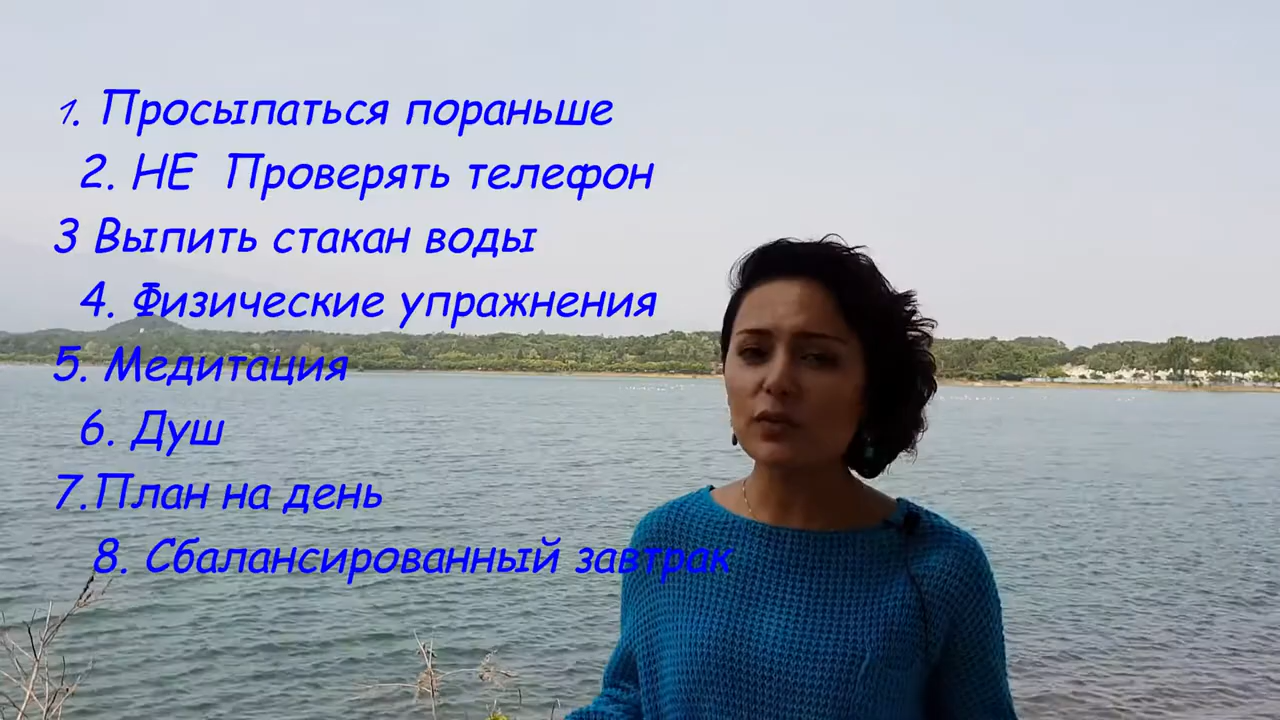 1. Просыпаться пораньше
2. НЕ Проверять телефон
3 Выпить стакан воды
4. Физические упражнения
5. Медитация
6. Душ
7.План на день
8. Сбалансированный завтрак